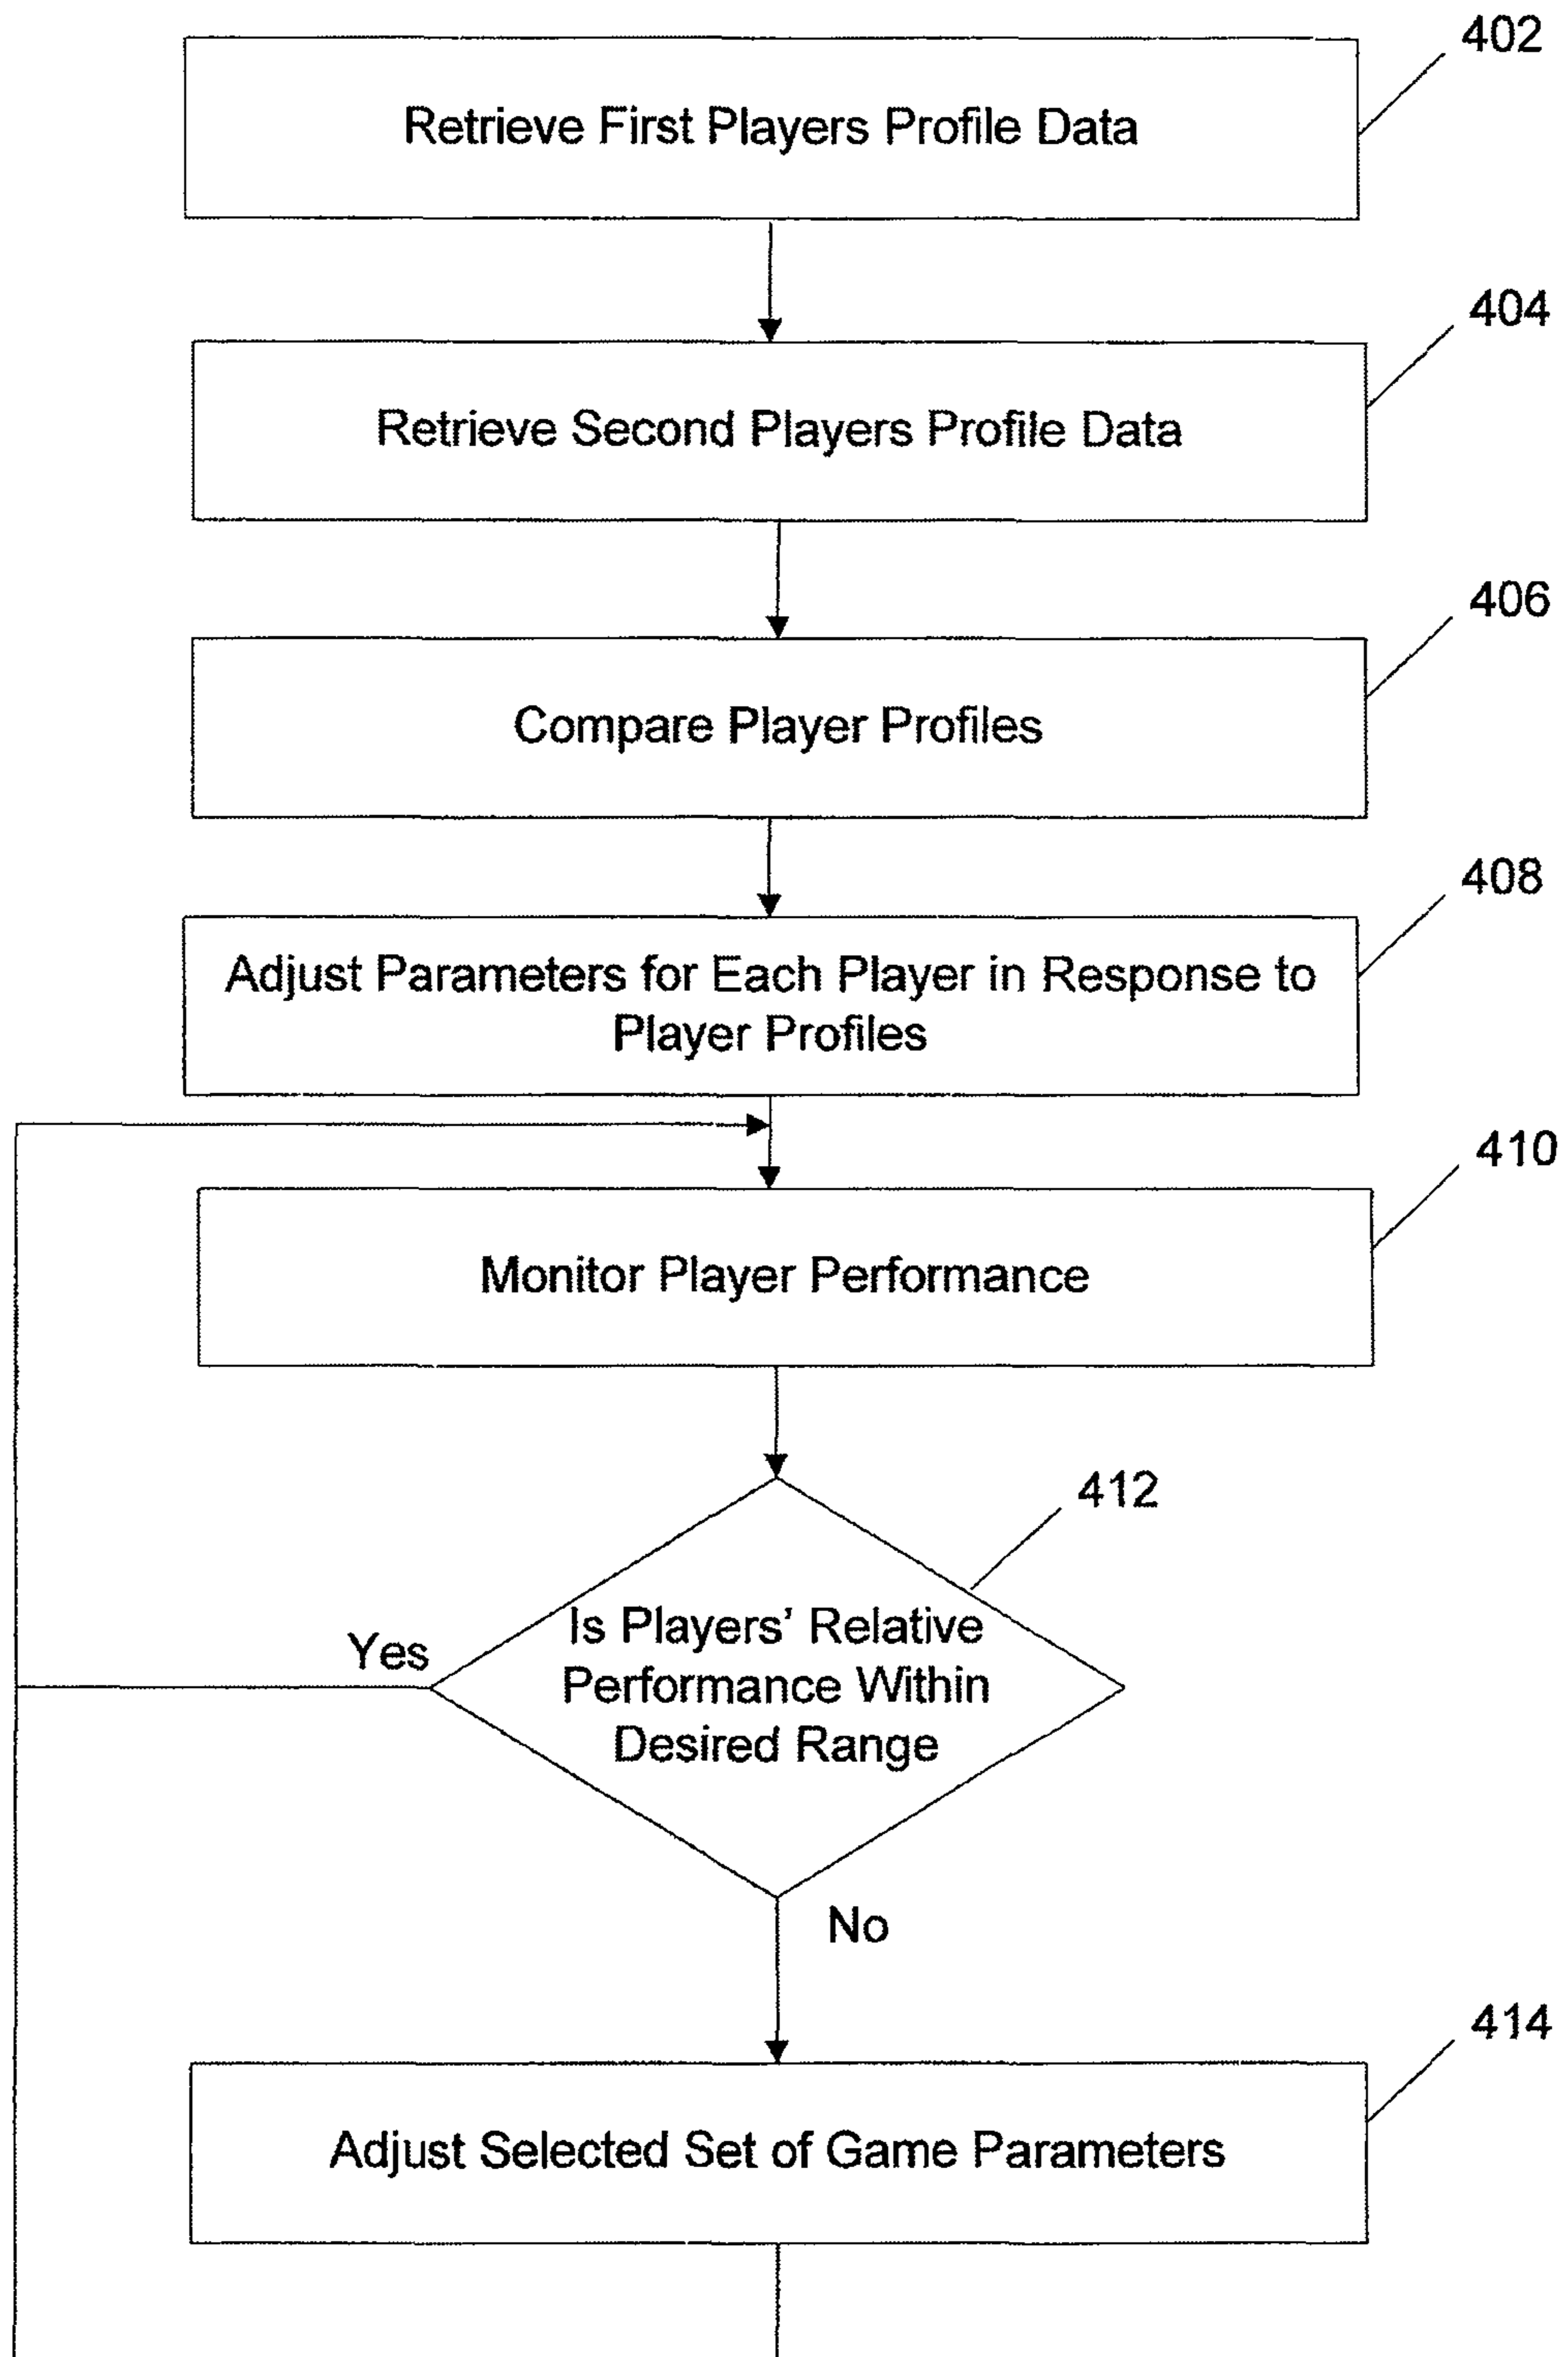 402
Retrieve First Players Profile Data
404
Retrieve Second Players Profile Data
406
Compare Player Profiles
408
Adjust Parameters for Each Player in Response to
Player Profiles
410
Monitor Player Performance
412
Is Players’ Relative
Performance Within
Desired Range
Yes
No
414
Adjust Selected Set of Game Parameters